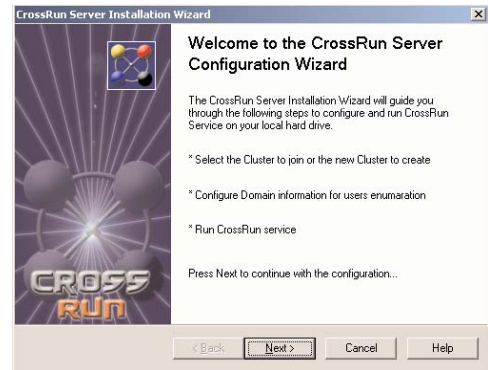 CrossRun Server Installation Wizard
Welcome to the CrossRun Server
Configuration Wizard
The CrossRun Server Installation Wizard will guide you
through the following steps to configure and run CrossRun
Service on your local hard drive.
* Select the Cluster to join or the new Cluster to create
* Configure Domain information for users enumaration
* Run CrossRun service
Press Next to continue with the configuration...
CROSS
RUN
< Back
Next >
Cancel
Help